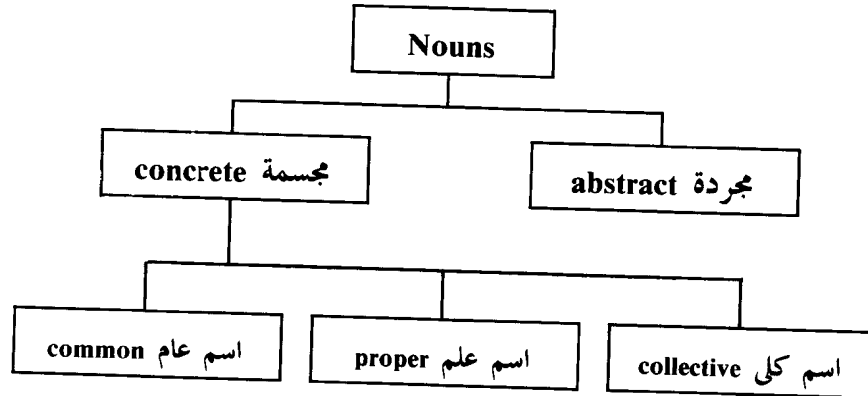 Nouns
concrete مجسمة
abstract مجردة
common اسم عام
proper اسم علم
collective اسم كلى